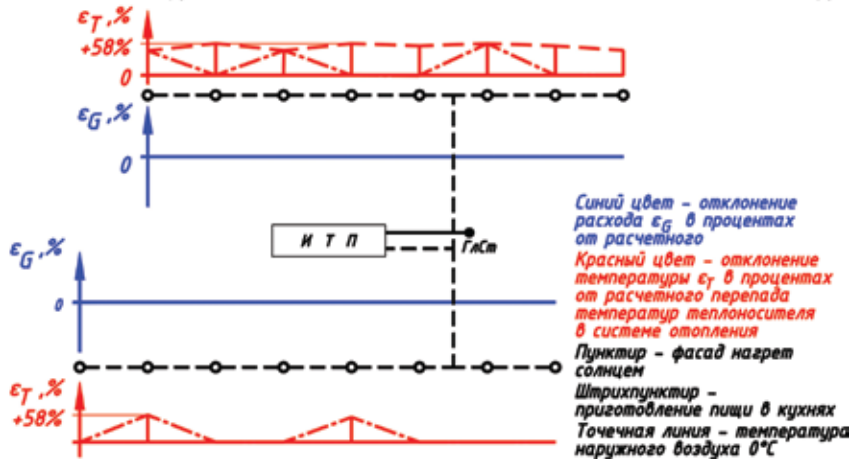 εT, %
+58%
0
εG, %
0
И Т П
ГлСт
εG, %
0
εT, %
+58%
Синий цвет – отклонение
расхода εG в процентах
от расчетного
Красный цвет – отклонение
температуры εT в процентах
от расчетного перепада
температур теплоносителя
в системе отопления
Пунктир – фасад нагрет
солнцем
Штрихпунктир –
приготовление пищи в кухнях
Точечная линия – температура
наружного воздуха 0°С